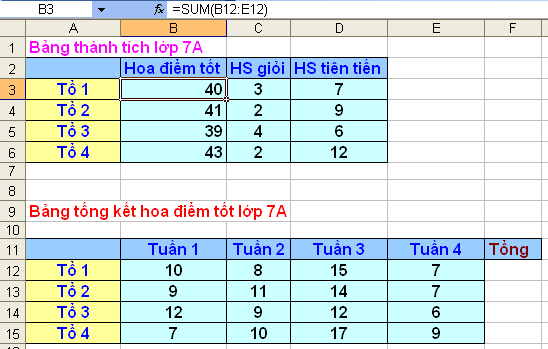 B3 fx =SUM(B12:E12)
A B C D E F
1 Bảng thành tích lớp 7A
2 Hoa điểm tốt HS giỏi HS tiên tiến
3 Tổ 1 40 3 7
4 Tổ 2 41 2 9
5 Tổ 3 39 4 6
6 Tổ 4 43 2 12
7
8
9 Bảng tổng kết hoa điểm tốt lớp 7A
10
11 Tuần 1 Tuần 2 Tuần 3 Tuần 4 Tổng
12 Tổ 1 10 8 15 7
13 Tổ 2 9 11 14 7
14 Tổ 3 12 9 12 6
15 Tổ 4 7 10 17 9